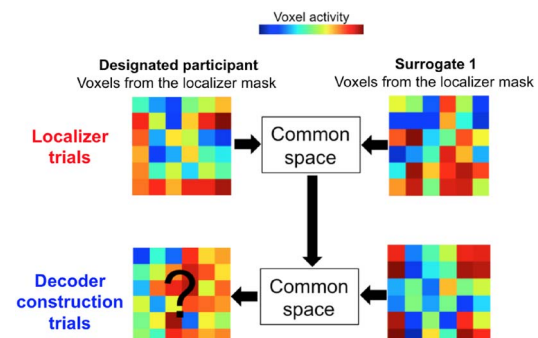 Voxel activity
Designated participant
Voxels from the localizer mask
Surrogate 1
Voxels from the localizer mask
Localizer
trials
Common
space
Decoder
construction
trials
?
Common
space